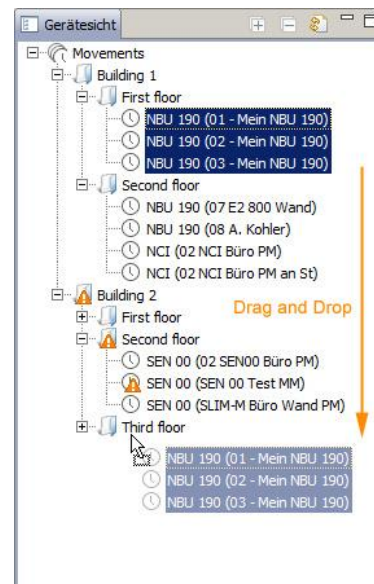 Gerätesicht
Movements
Building 1
First floor
NBU 190 (01 - Mein NBU 190)
NBU 190 (02 - Mein NBU 190)
NBU 190 (03 - Mein NBU 190)
Second floor
NBU 190 (07 E2 800 Wand)
NBU 190 (08 A. Kohler)
NCI (02 NCI Büro PM)
NCI (02 NCI Büro PM an St)
Building 2
Drag and Drop
First floor
Second floor
SEN 00 (02 SEN00 Büro PM)
SEN 00 (SEN 00 Test MM)
SEN 00 (SLIM-M Büro Wand PM)
Third floor
NBU 190 (01 - Mein NBU 190)
NBU 190 (02 - Mein NBU 190)
NBU 190 (03 - Mein NBU 190)